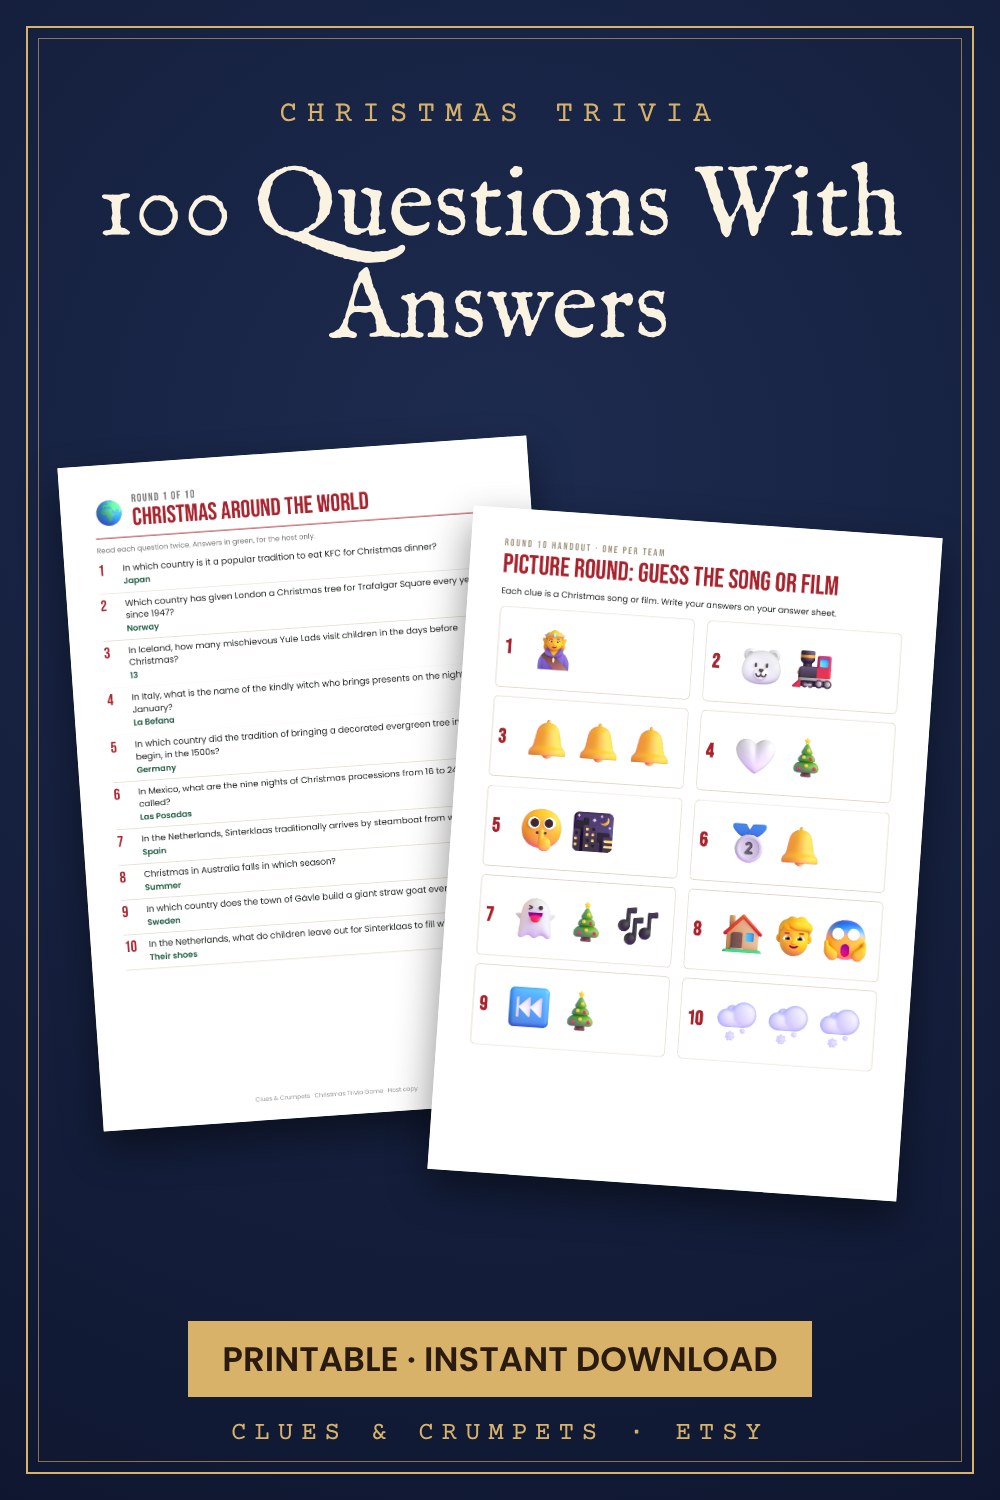 CHRISTMAS TRIVIA
100 Questions With
Answers
ROUND 1 OF 10
CHRISTMAS AROUND THE WORLD
Read each question twice. Answers in green, for the host only.
1 In which country is it a popular tradition to eat KFC for Christmas dinner?
Japan
2 Which country has given London a Christmas tree for Trafalgar Square every
since 1947?
Norway
3 In Iceland, how many mischievous Yule Lads visit children in the days before
Christmas?
13
4 In Italy, what is the name of the kindly witch who brings presents on the
January?
La Befana
5 In which country did the tradition of bringing a decorated evergreen tree
begin, in the 1500s?
Germany
6 In Mexico, what are the nine nights of Christmas processions from 16 to
called?
Las Posadas
7 In the Netherlands, Sinterklaas traditionally arrives by steamboat from
Spain
8 Christmas in Australia falls in which season?
Summer
9 In which country does the town of Gävle build a giant straw goat
Sweden
10 In the Netherlands, what do children leave out for Sinterklaas to fill
Their shoes
Clues & Crumpets · Christmas Trivia Game · Host copy
ROUND 10 HANDOUT · ONE PER TEAM
PICTURE ROUND: GUESS THE SONG OR FILM
Each clue is a Christmas song or film. Write your answers on your answer sheet.
1
2
3
4
5
6
2
7
8
9
10
PRINTABLE · INSTANT DOWNLOAD
CLUES & CRUMPETS · ETSY